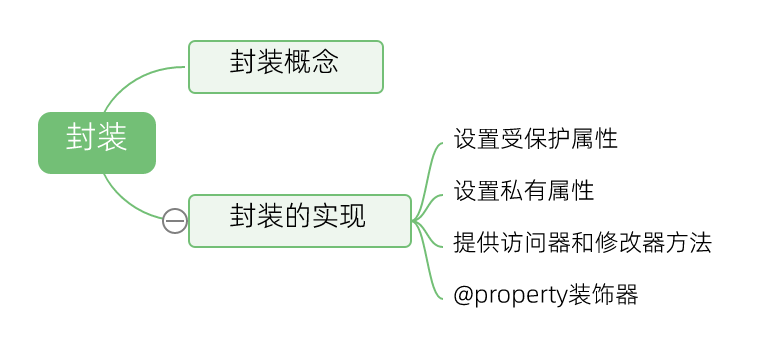 封装概念
封装
设置受保护属性
设置私有属性
封装的实现
提供访问器和修改器方法
@property装饰器